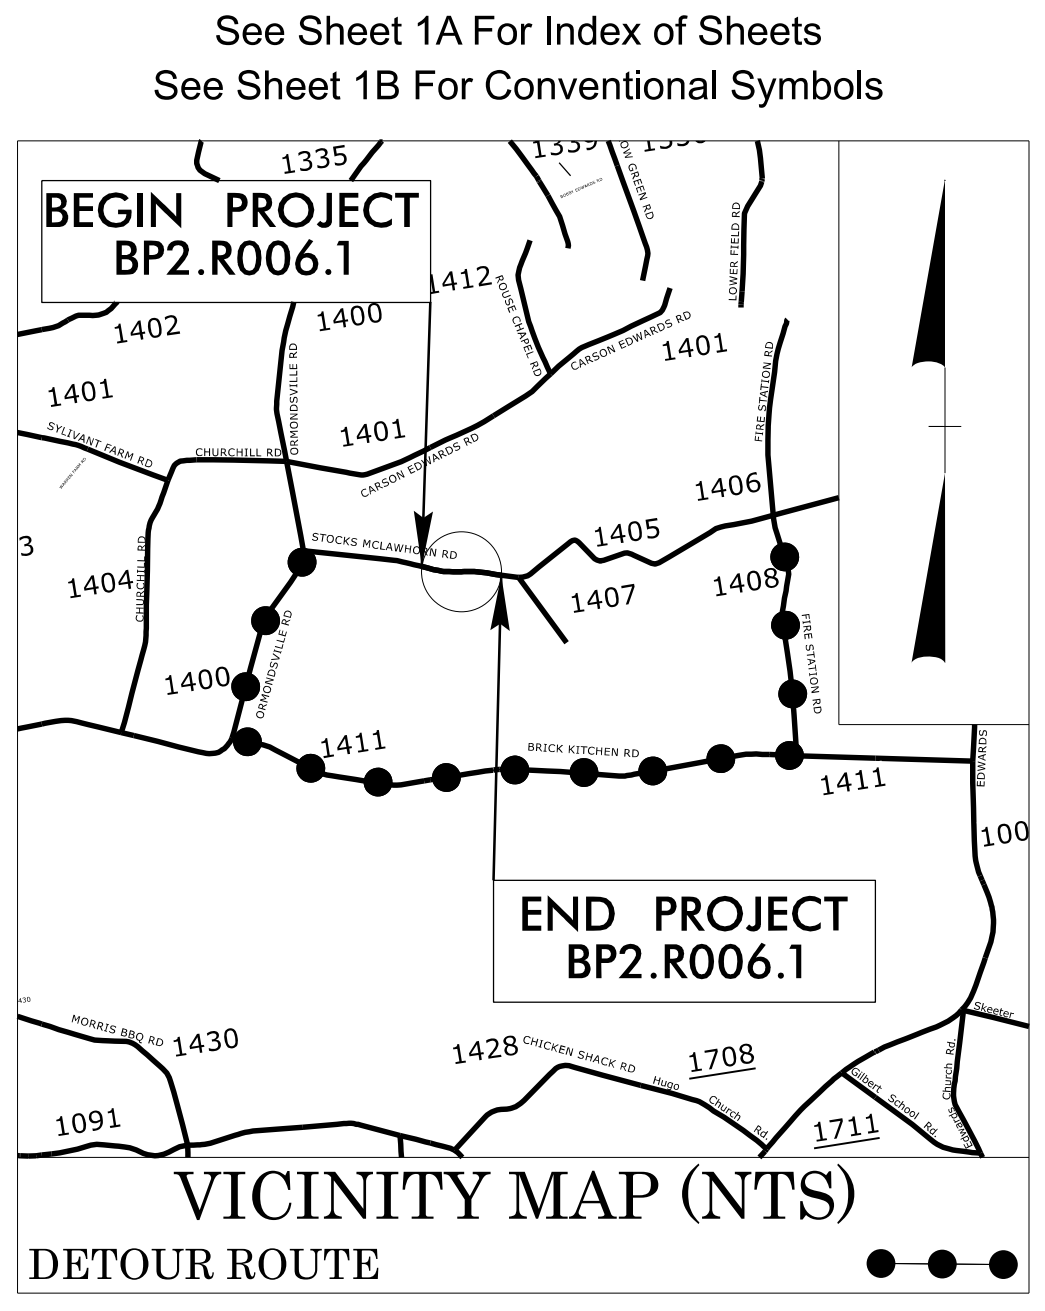 See Sheet 1A For Index of Sheets
See Sheet 1B For Conventional Symbols
1335
1339
ROUSE CHAPEL RD
LOWER FIELD RD
BEGIN PROJECT
BP2.R006.1
1412
1402
1400
ORMONDSVILLE RD
CARSON EDWARDS RD
1401
FIRE STATION RD
1401
1401
SYLIVANT FARM RD
CHURCHILL RD
CARSON EDWARDS RD
1406
STOCKS MCLAWHORN RD
1405
3
1404
CHURCHILL RD
1407
1408
1400
ORMONDSVILLE RD
FIRE STATION RD
1411
BRICK KITCHEN RD
1411
EDWARDS
100
END PROJECT
BP2.R006.1
430
MORRIS BBQ RD
1430
1428
CHICKEN SHACK RD
Hugo Church Rd.
1708
Skeeter
Gilbert School Rd.
Edwards Church Rd.
1091
1711
VICINITY MAP (NTS)
DETOUR ROUTE